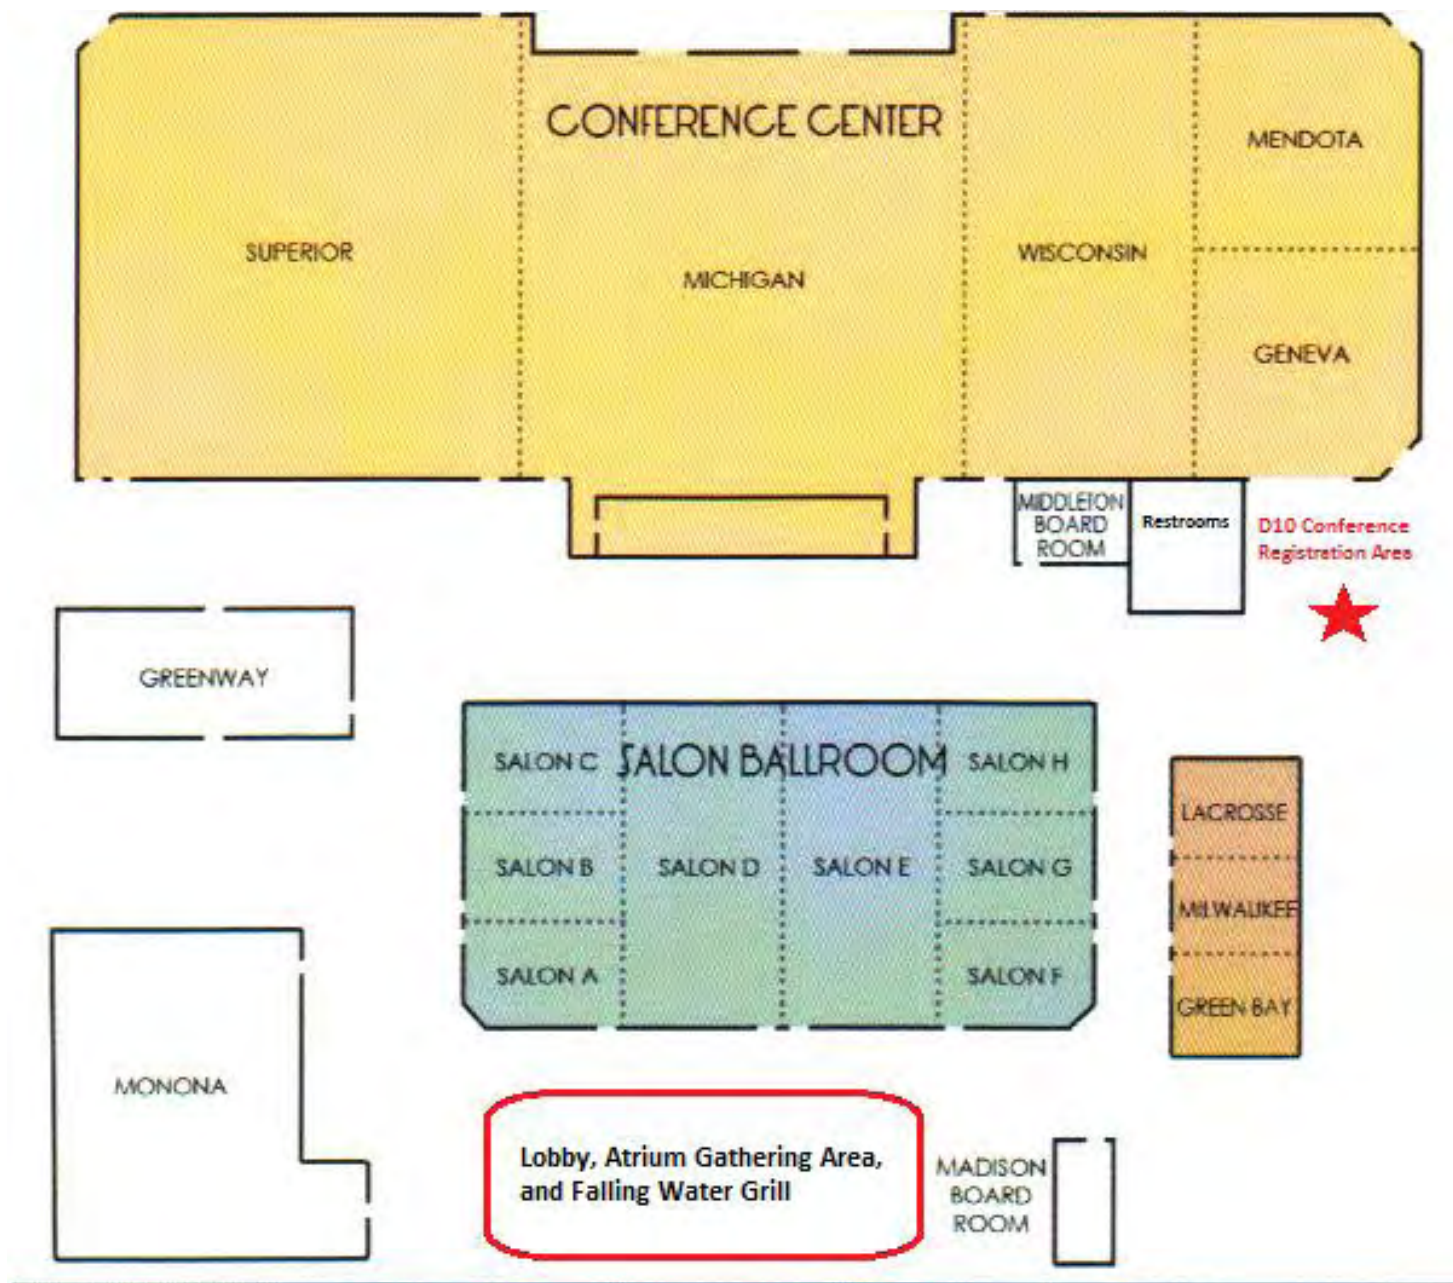 CONFERENCE CENTER
MENDOTA
SUPERIOR
MICHIGAN
WISCONSIN
GENEVA
MIDDLETON
BOARD
ROOM
Restrooms
D10 Conference
Registration Area
GREENWAY
SALON BALLROOM
SALON C
SALON H
SALON B
SALON D
SALON E
SALON G
SALON A
SALON F
LACROSSE
MILWAUKEE
GREEN BAY
MONONA
Lobby, Atrium Gathering Area,
and Falling Water Grill
MADISON
BOARD
ROOM